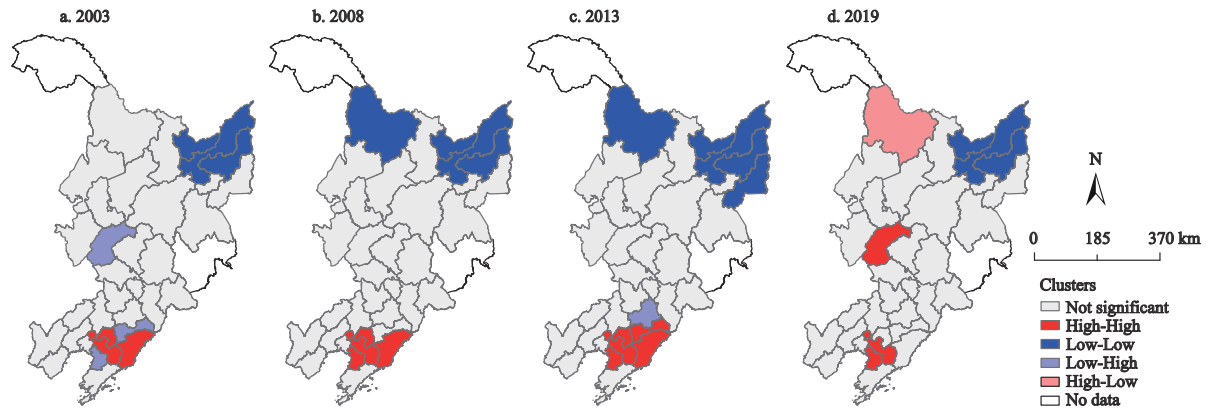 a. 2003
b. 2008
c. 2013
d. 2019
N
0 185 370 km
Clusters
Not significant
High-High
Low-Low
Low-High
High-Low
No data